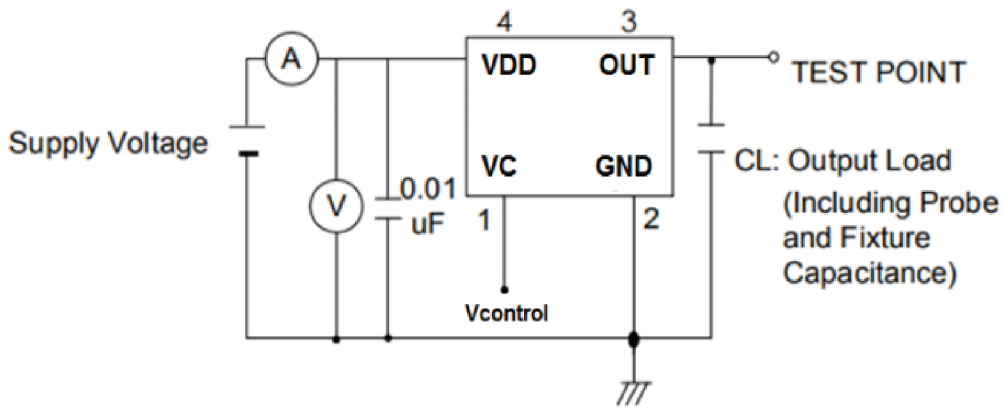 4
3
A
VDD
OUT
TEST POINT
Supply Voltage
VC
GND
CL: Output Load
V
0.01
uF
1
2
(Including Probe
and Fixture
Capacitance)
Vcontrol